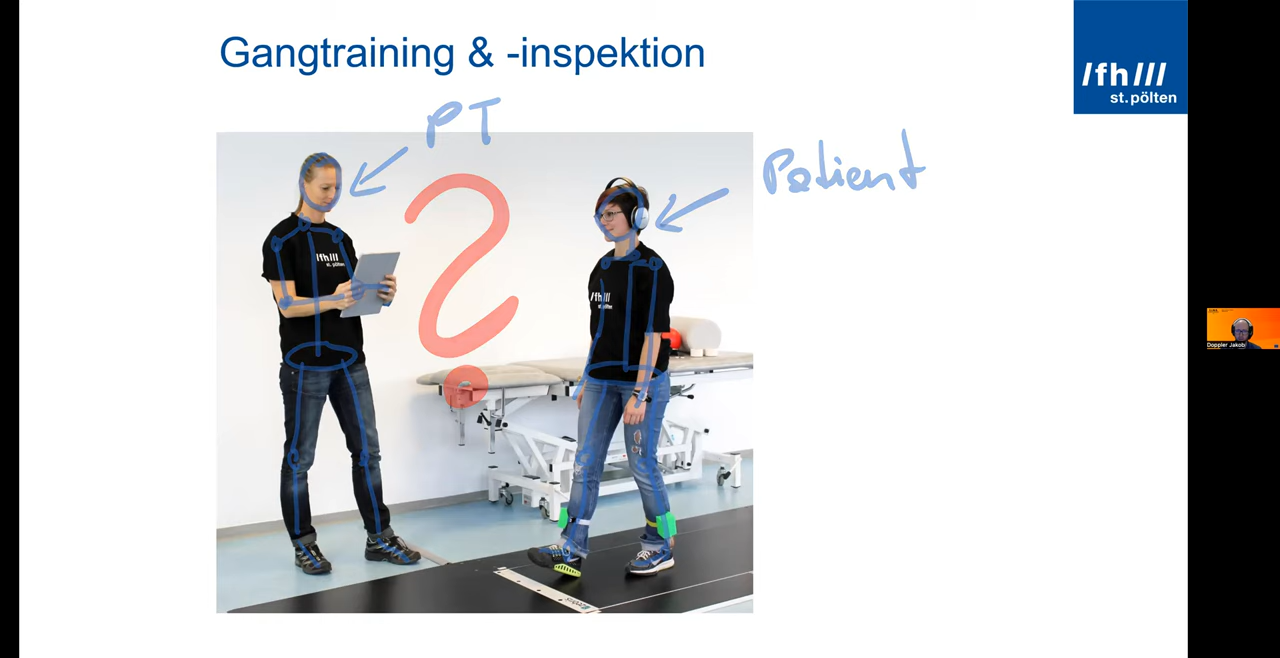 Gangtraining & -inspektion
/fh///
st.pölten
PT
Patient
/fh///
st. pölten
/fh///
st. pölten
Doppler Jakob